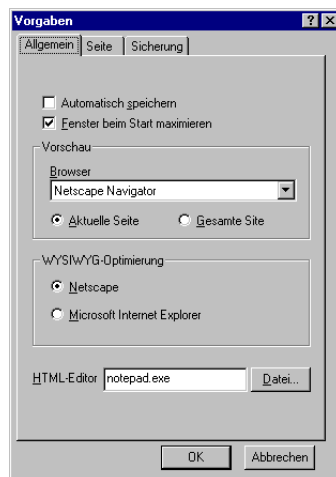 Vorgaben
Allgemein Seite Sicherung
Automatisch speichern
Fenster beim Start maximieren
Vorschau
Browser
Netscape Navigator
Aktuelle Seite Gesamte Site
WYSIWYG-Optimierung
Netscape
Microsoft Internet Explorer
HTML-Editor notepad.exe Datei...
OK Abbrechen